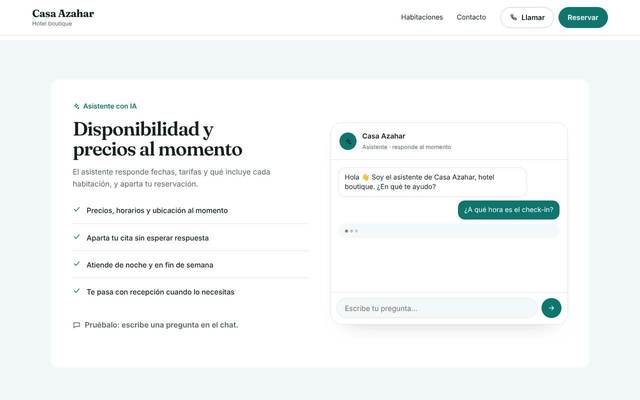 Casa Azahar
Hotel boutique
Habitaciones
Contacto
Llamar
Reservar
Asistente con IA
Disponibilidad y
precios al momento
El asistente responde fechas, tarifas y qué incluye cada
habitación, y aparta tu reservación.
Precios, horarios y ubicación al momento
Aparta tu cita sin esperar respuesta
Atiende de noche y en fin de semana
Te pasa con recepción cuando lo necesitas
Pruébalo: escribe una pregunta en el chat.
Casa Azahar
Asistente · responde al momento
Hola 👋 Soy el asistente de Casa Azahar, hotel
boutique. ¿En qué te ayudo?
¿A qué hora es el check-in?
Escribe tu pregunta...